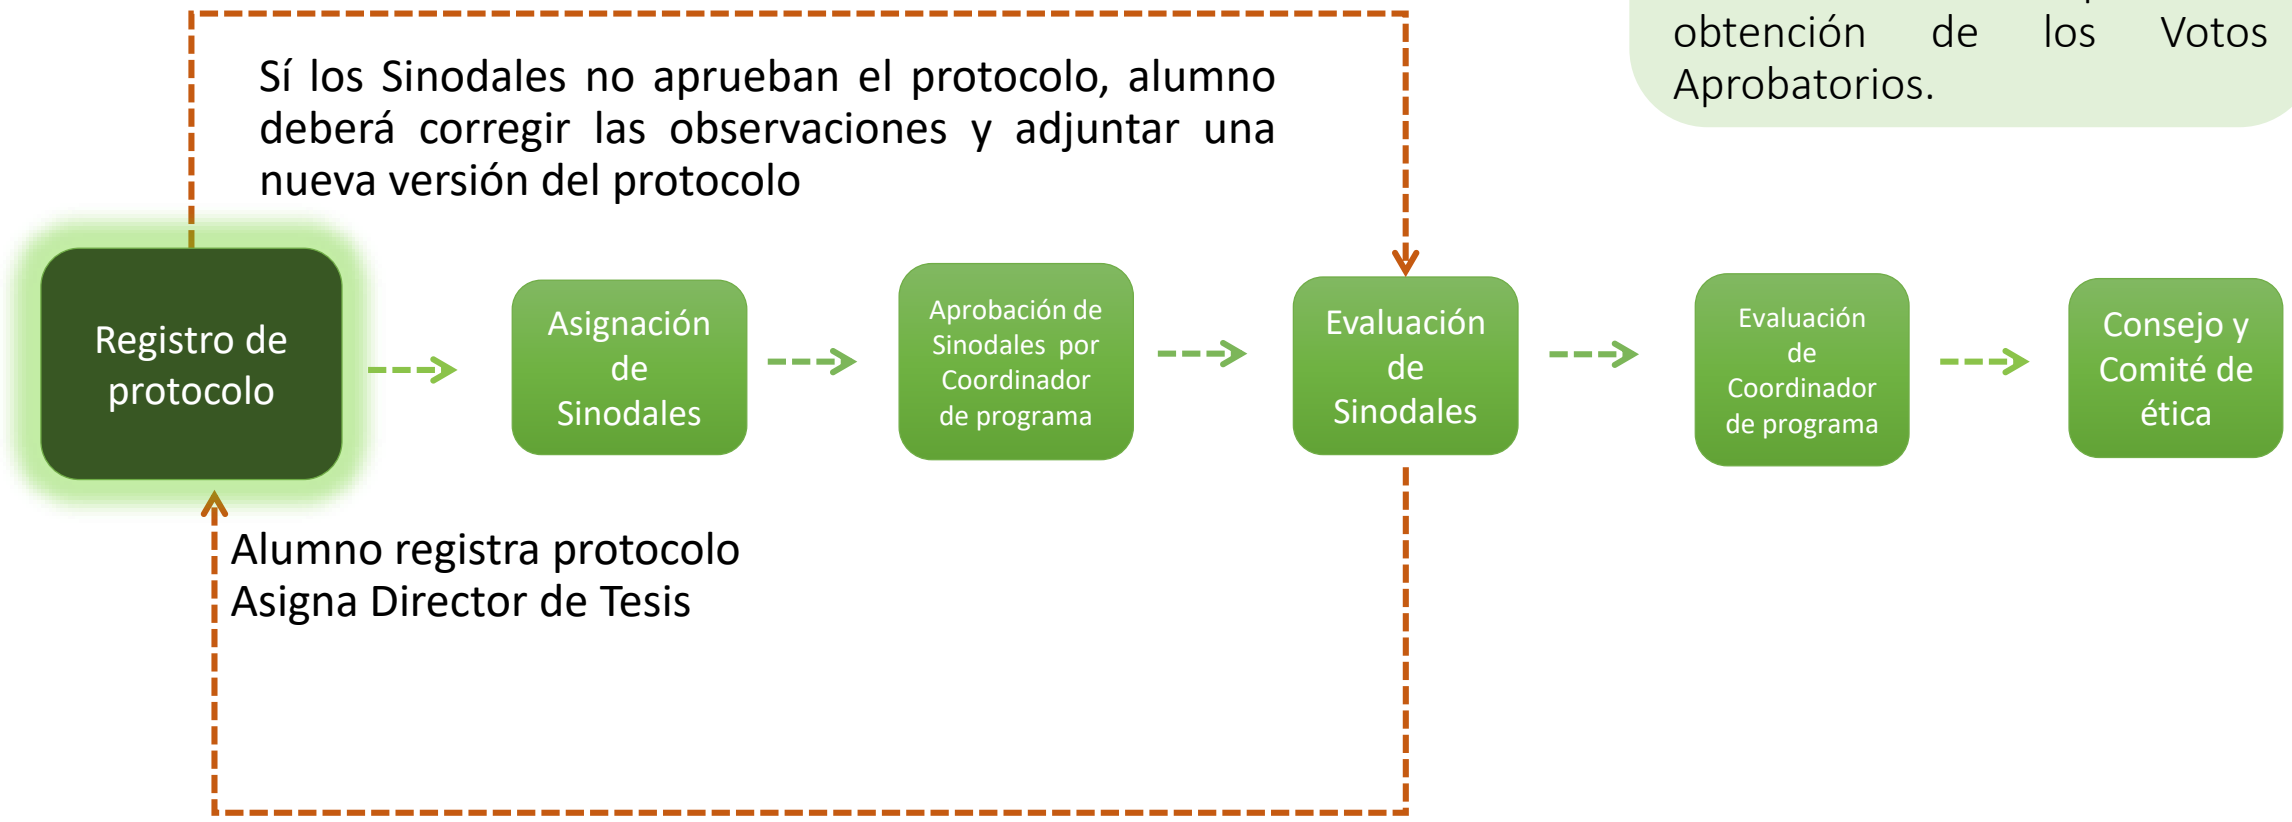 obtención de los Votos
Aprobatorios.
Sí los Sinodales no aprueban el protocolo, alumno
deberá corregir las observaciones y adjuntar una
nueva versión del protocolo
Registro de
protocolo
Asignación
de
Sinodales
Aprobación de
Sinodales por
Coordinador
de programa
Evaluación
de
Sinodales
Evaluación
de
Coordinador
de programa
Consejo y
Comité de
ética
Alumno registra protocolo
Asigna Director de Tesis